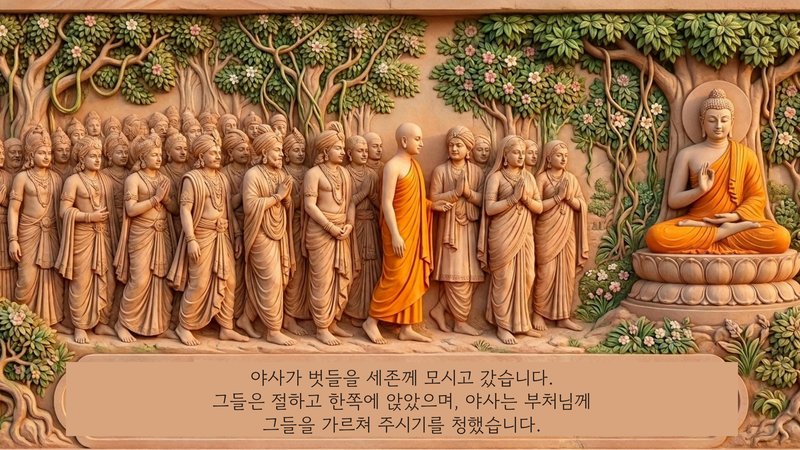 야사가 벗들을 세존께 모시고 갔습니다.
그들은 절하고 한쪽에 앉았으며, 야사는 부처님께
그들을 가르쳐 주시기를 청했습니다.